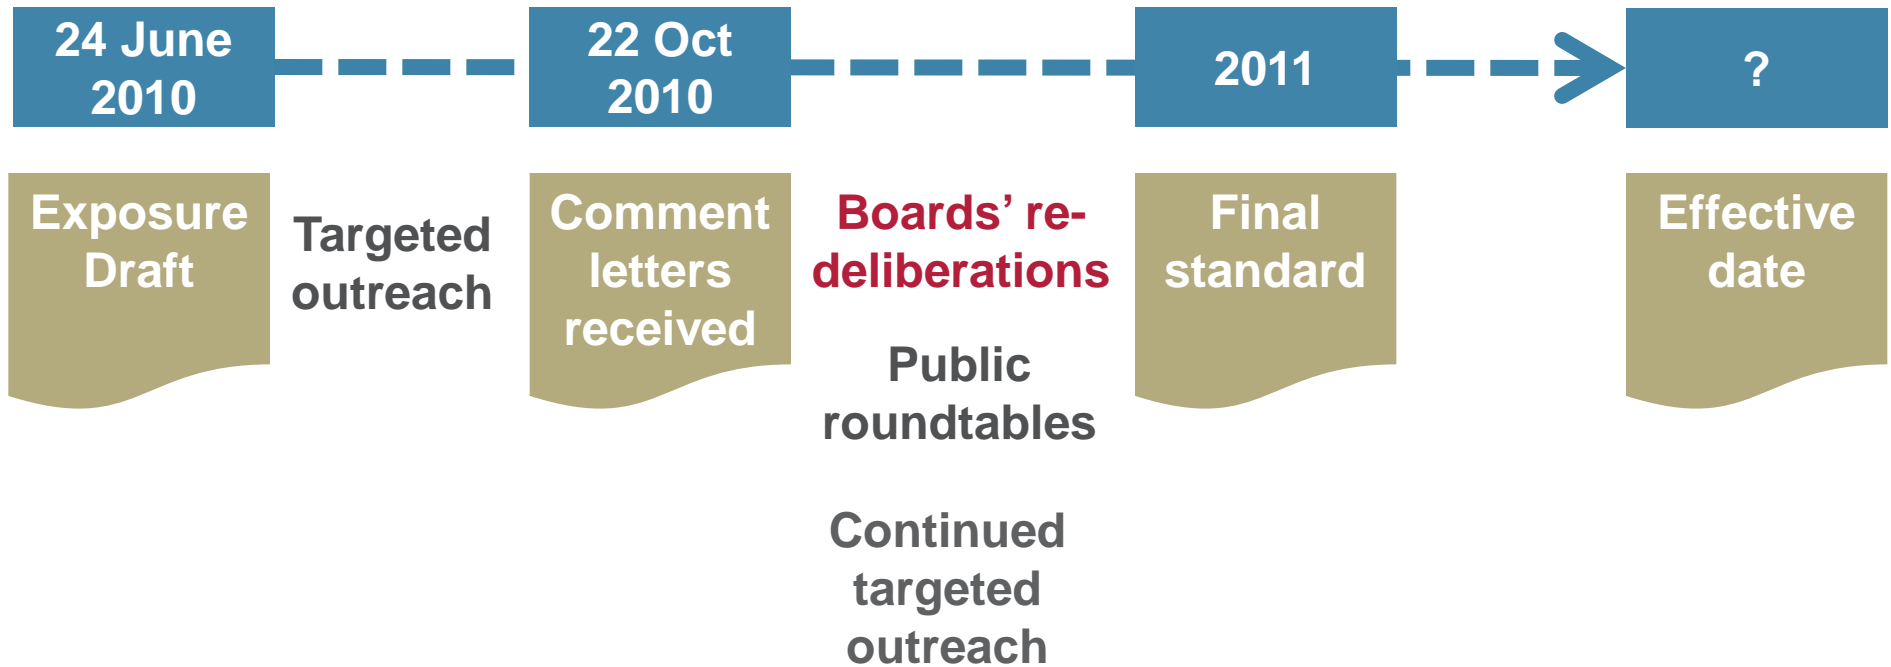 24 June
2010
22 Oct
2010
2011
?
Exposure
Draft
Targeted
outreach
Comment
letters
received
Boards’ re-
deliberations
Public
roundtables
Continued
targeted
outreach
Final
standard
Effective
date